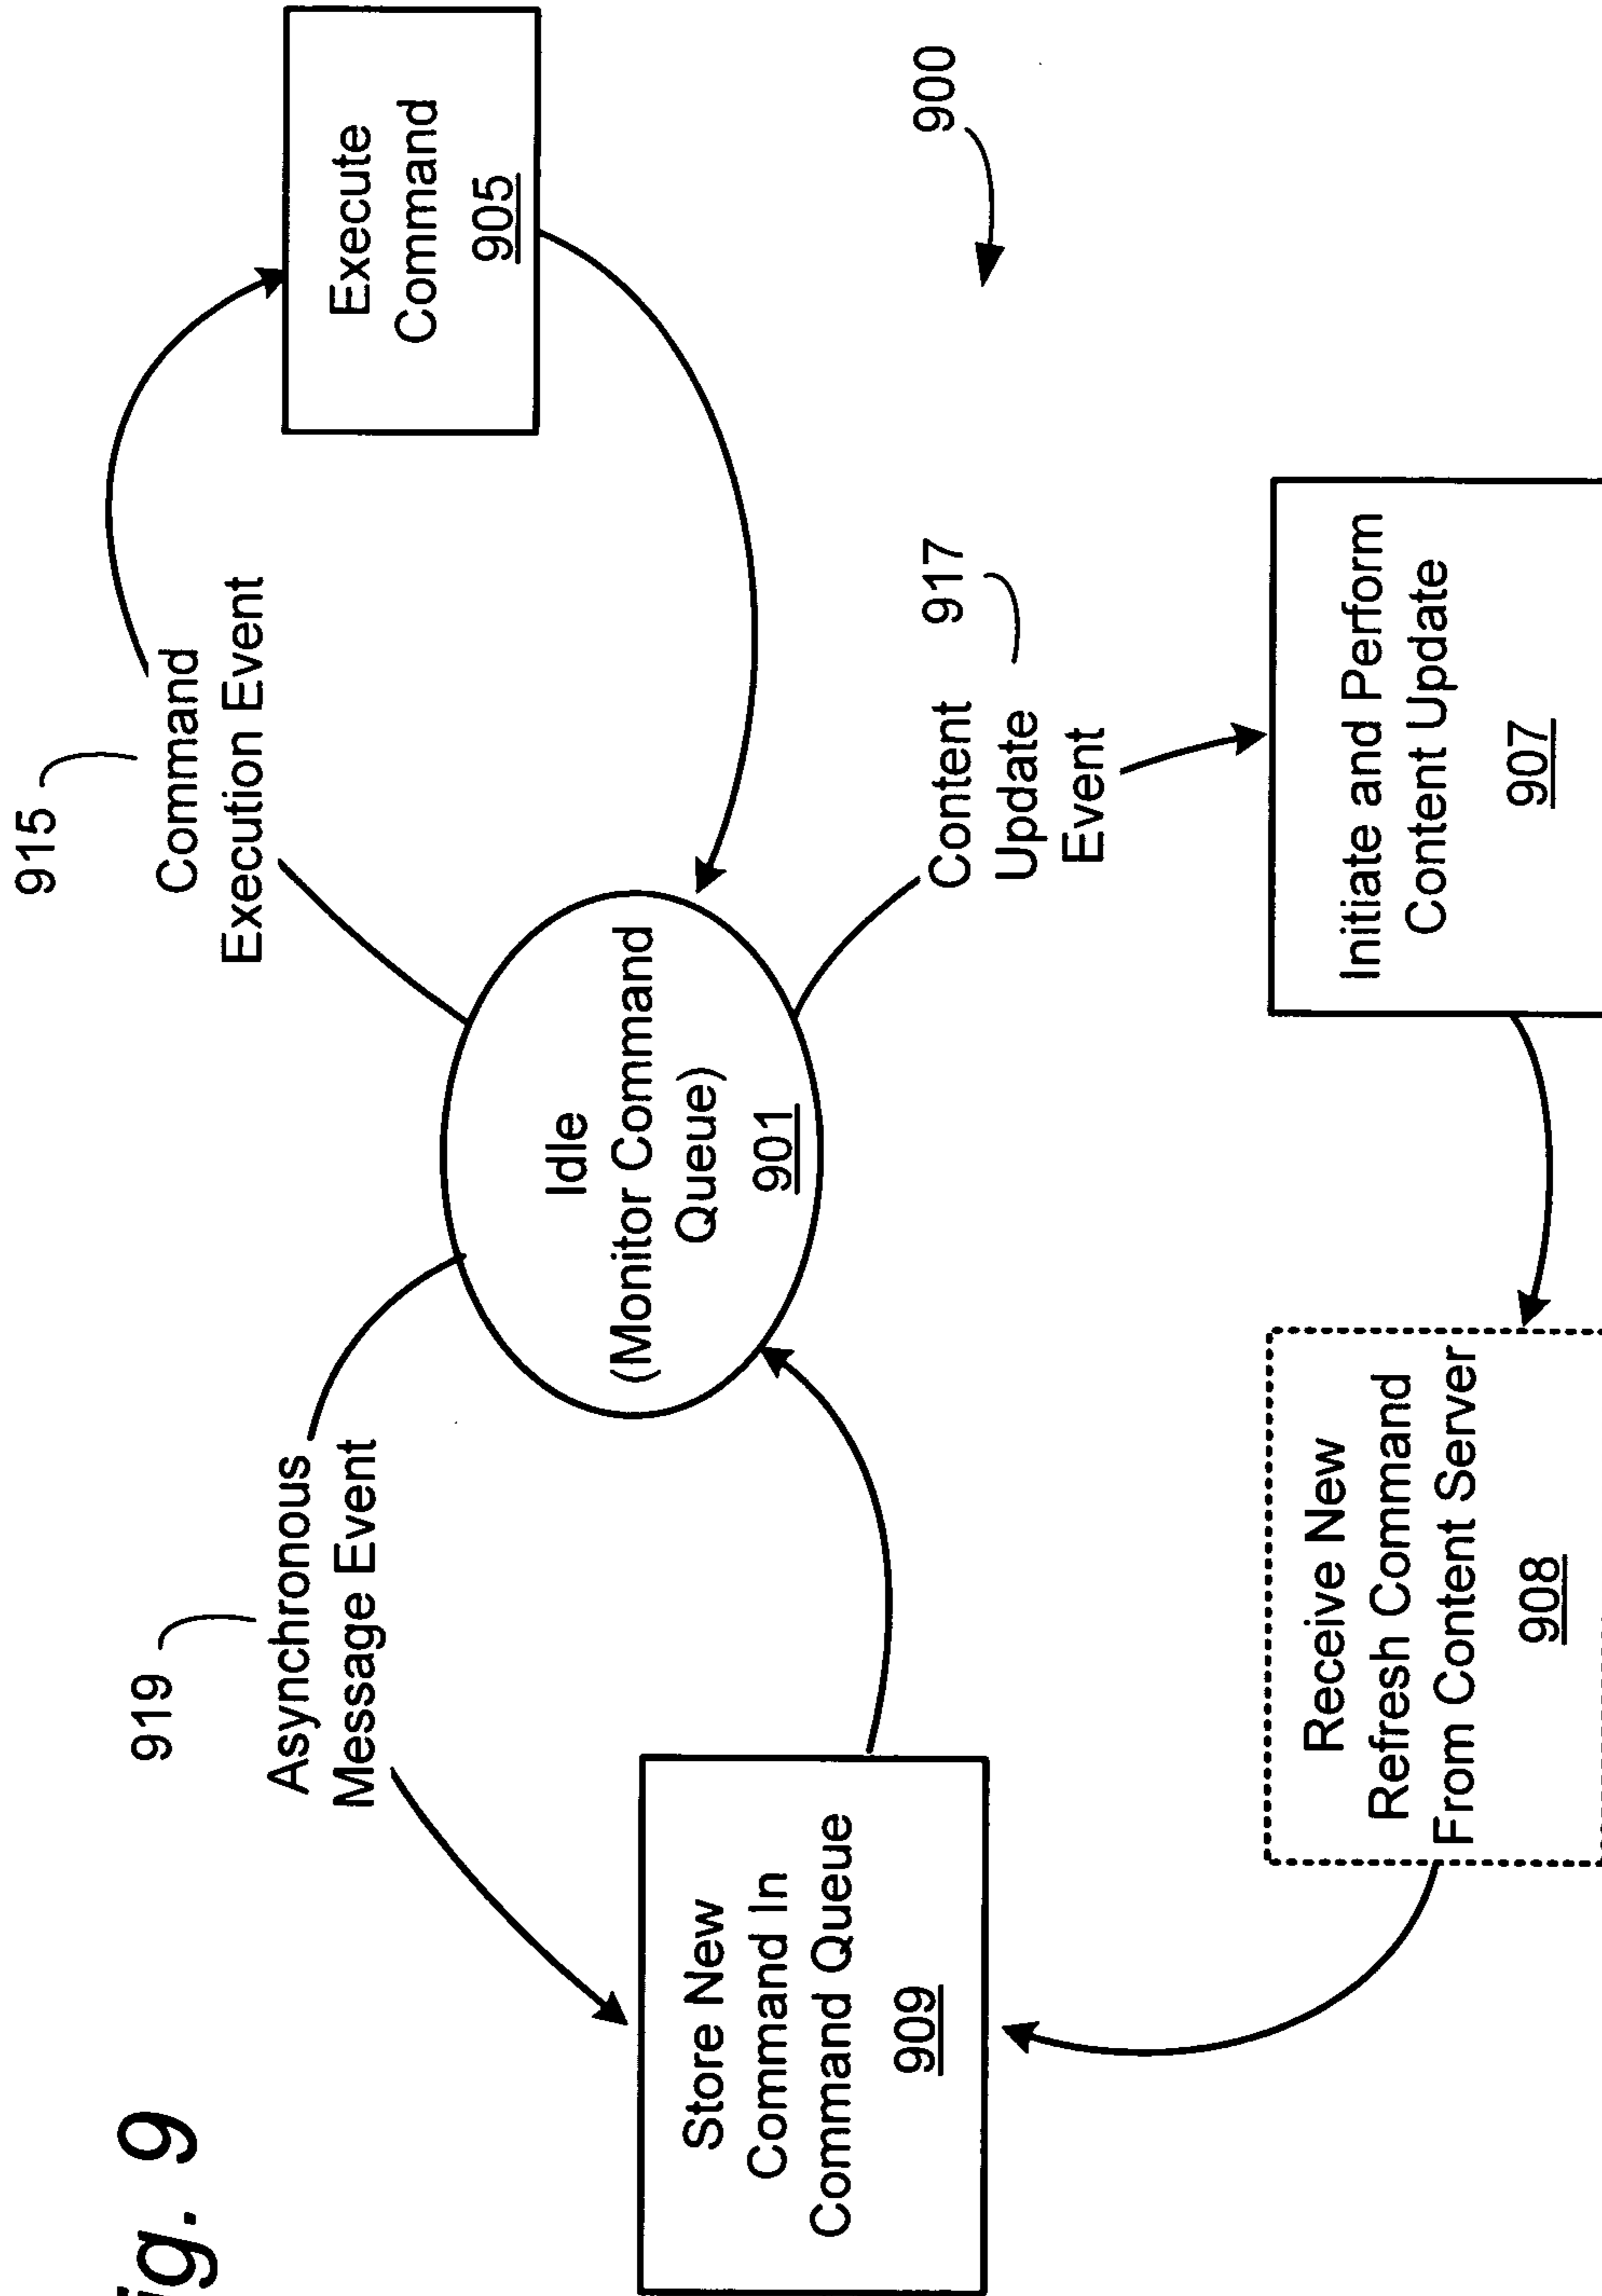 ig. 9
919
Asynchronous
Message Event
915
Command
Execution Event
Execute
Command
905
Idle
(Monitor Command
Queue)
901
Store New
Command In
Command Queue
909
Content
Update
Event
917
900
Receive New
Refresh Command
From Content Server
908
Initiate and Perform
Content Update
907